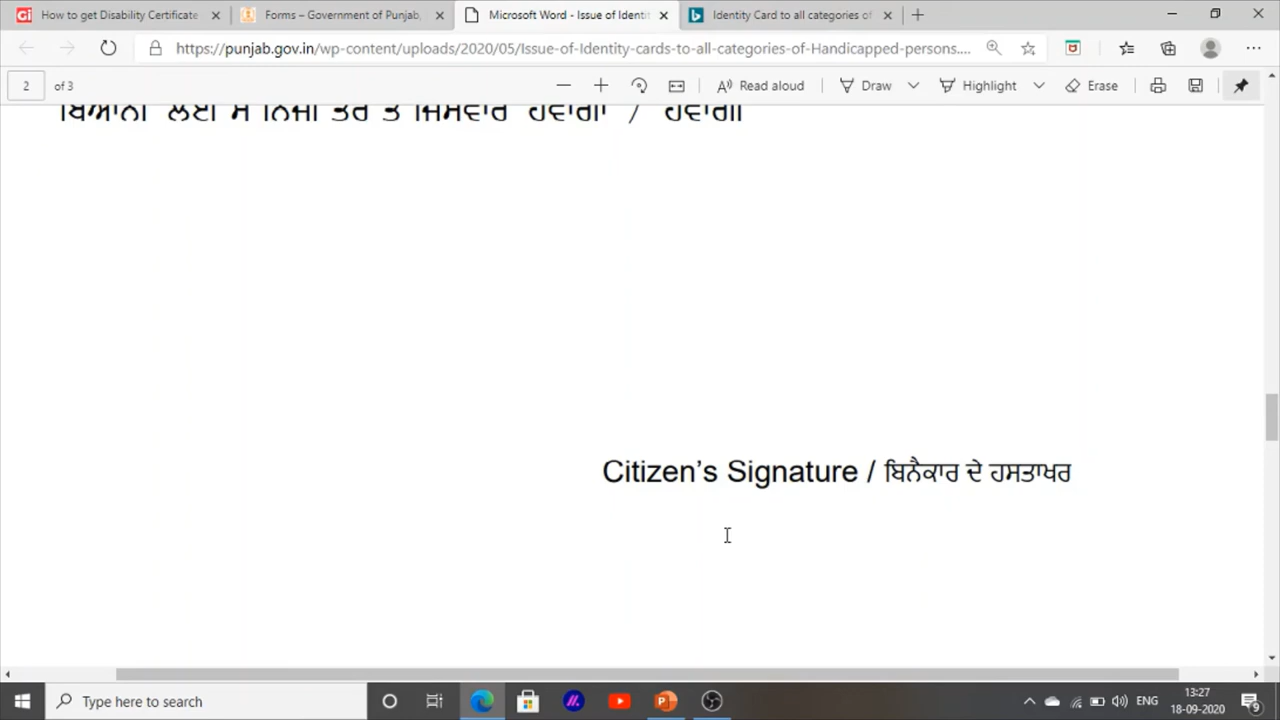 How to get Disability Certificate
Forms – Government of Punjab,
Microsoft Word - Issue of Identit
Identity Card to all categories of
https://punjab.gov.in/wp-content/uploads/2020/05/Issue-of-Identity-cards-to-all-categories-of-Handicapped-persons....
2 of 3
Read aloud
Draw
Highlight
Erase
Citizen's Signature / ਬਿਨੈਕਾਰ ਦੇ ਹਸਤਾਖਰ
Type here to search
ENG
13:27
18-09-2020
9